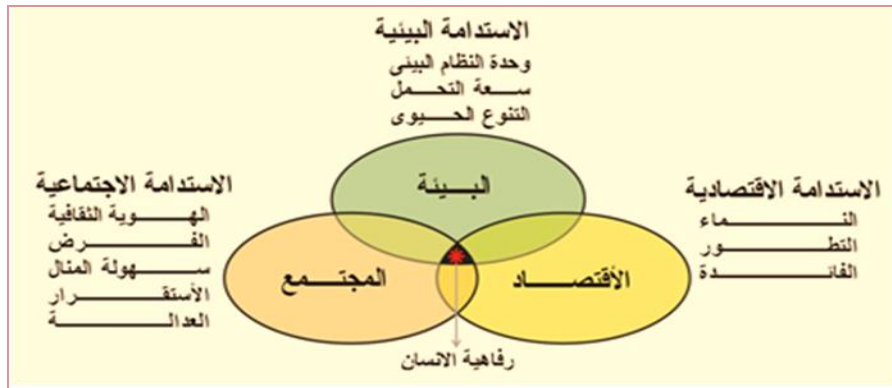 الاستدامة البيئية
وحدة النظام البيئى
سعة التحمل
التنوع الحيوى
البيئة
الاستدامة الاجتماعية
الهوية الثقافية
الفرض
سهولة المنال
الأستقرار
العدالة
الاستدامة الاقتصادية
النماء
التطور
الفائدة
الأقتصاد
المجتمع
رفاهية الانسان